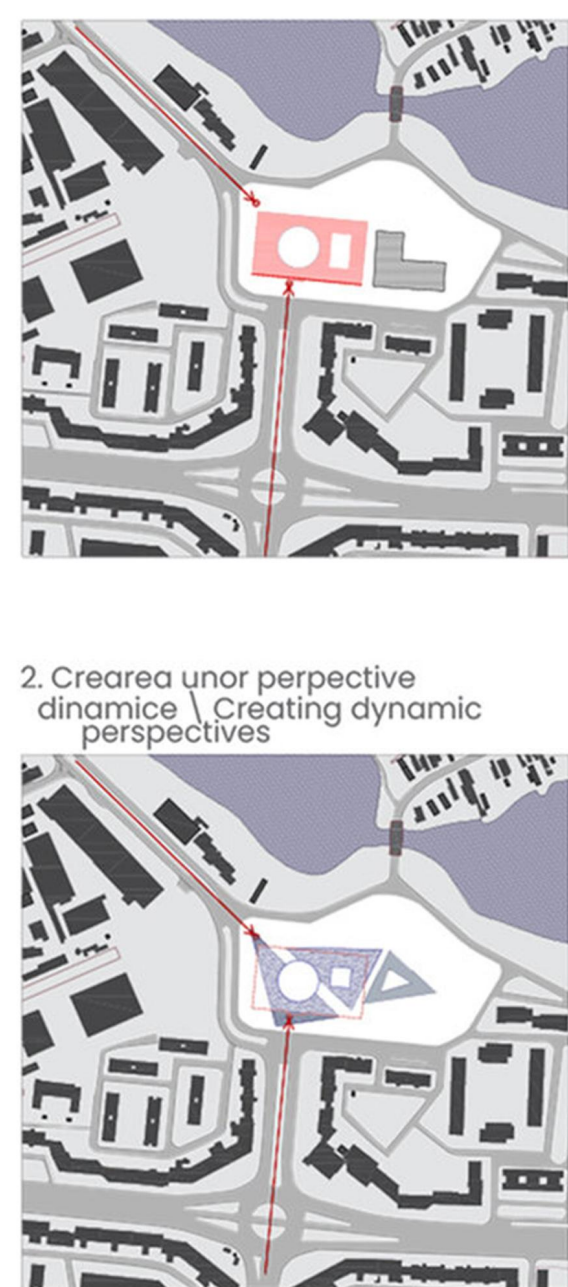 2. Crearea unor perpective
dinamice \ Creating dynamic
perspectives